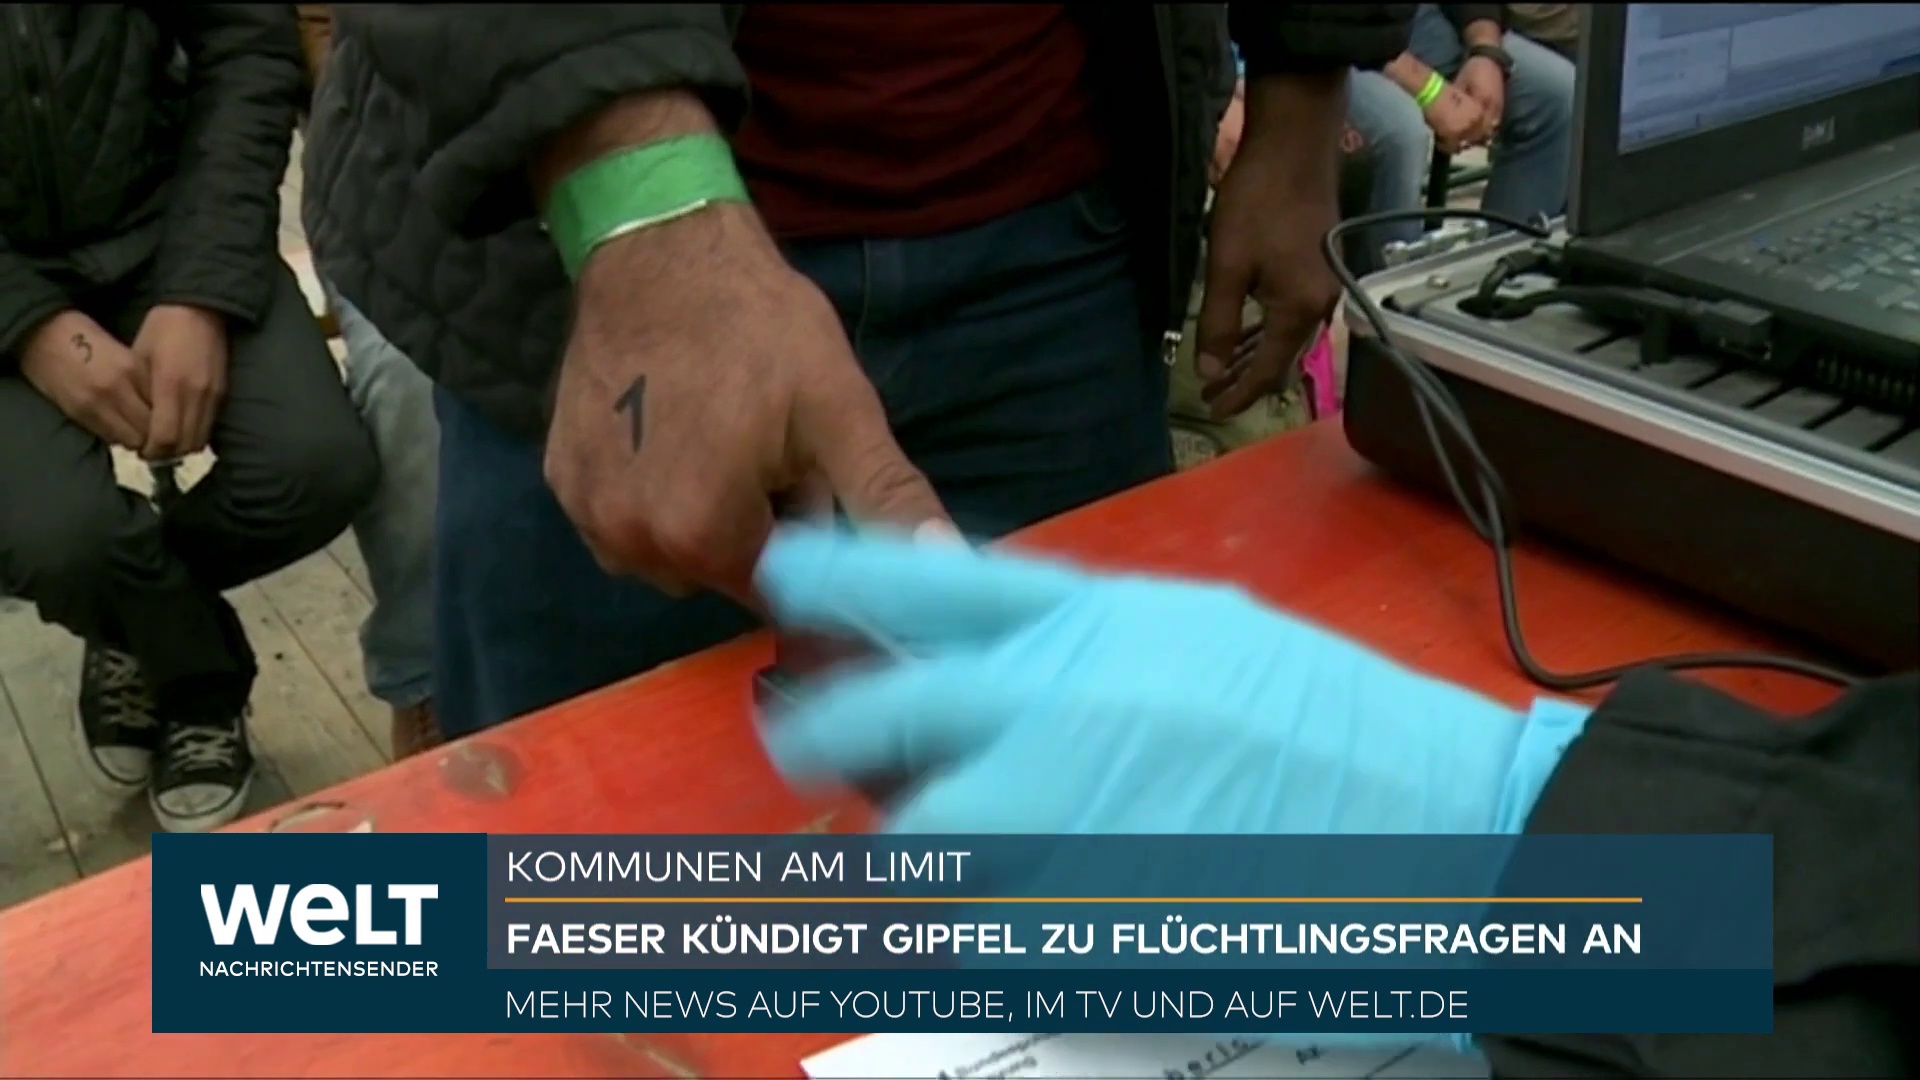 3
1
KOMMUNEN AM LIMIT
FAESER KÜNDIGT GIPFEL ZU FLÜCHTLINGSFRAGEN AN
welt
NACHRICHTENSENDER
MEHR NEWS AUF YOUTUBE, IM TV UND AUF WELT.DE